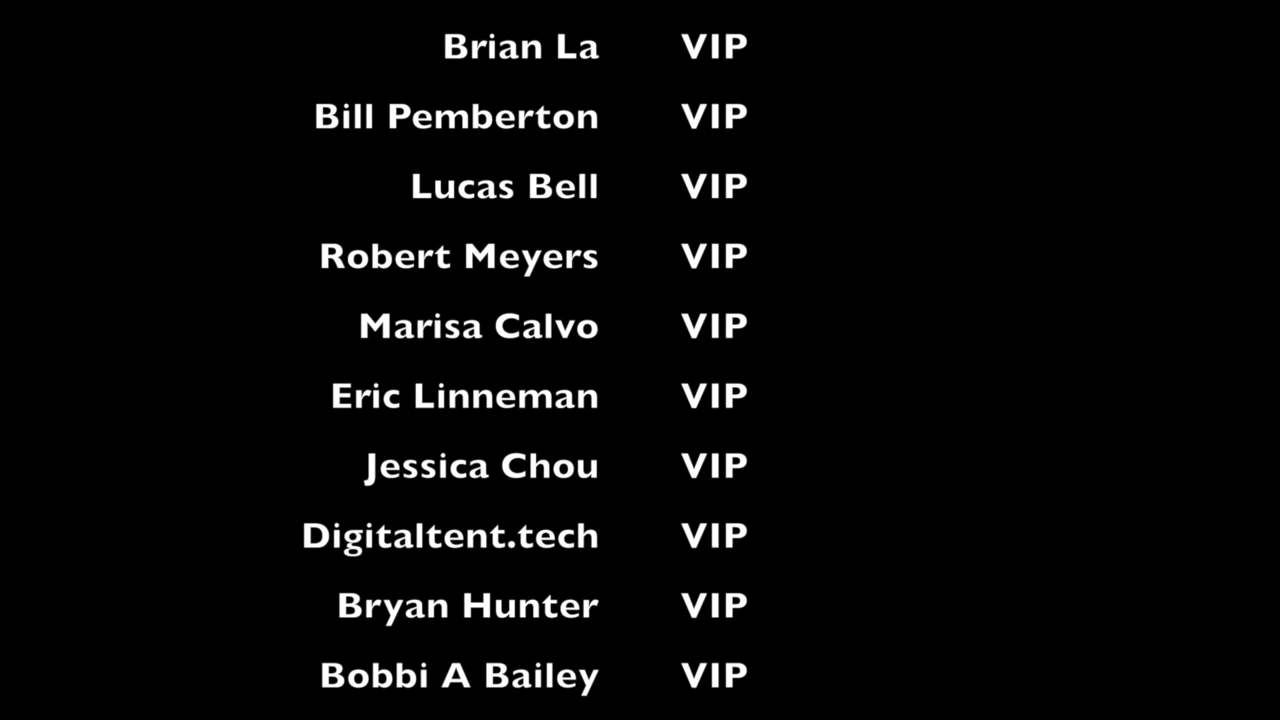 Brian La VIP
Bill Pemberton VIP
Lucas Bell VIP
Robert Meyers VIP
Marisa Calvo VIP
Eric Linneman VIP
Jessica Chou VIP
Digitaltent.tech VIP
Bryan Hunter VIP
Bobbi A Bailey VIP